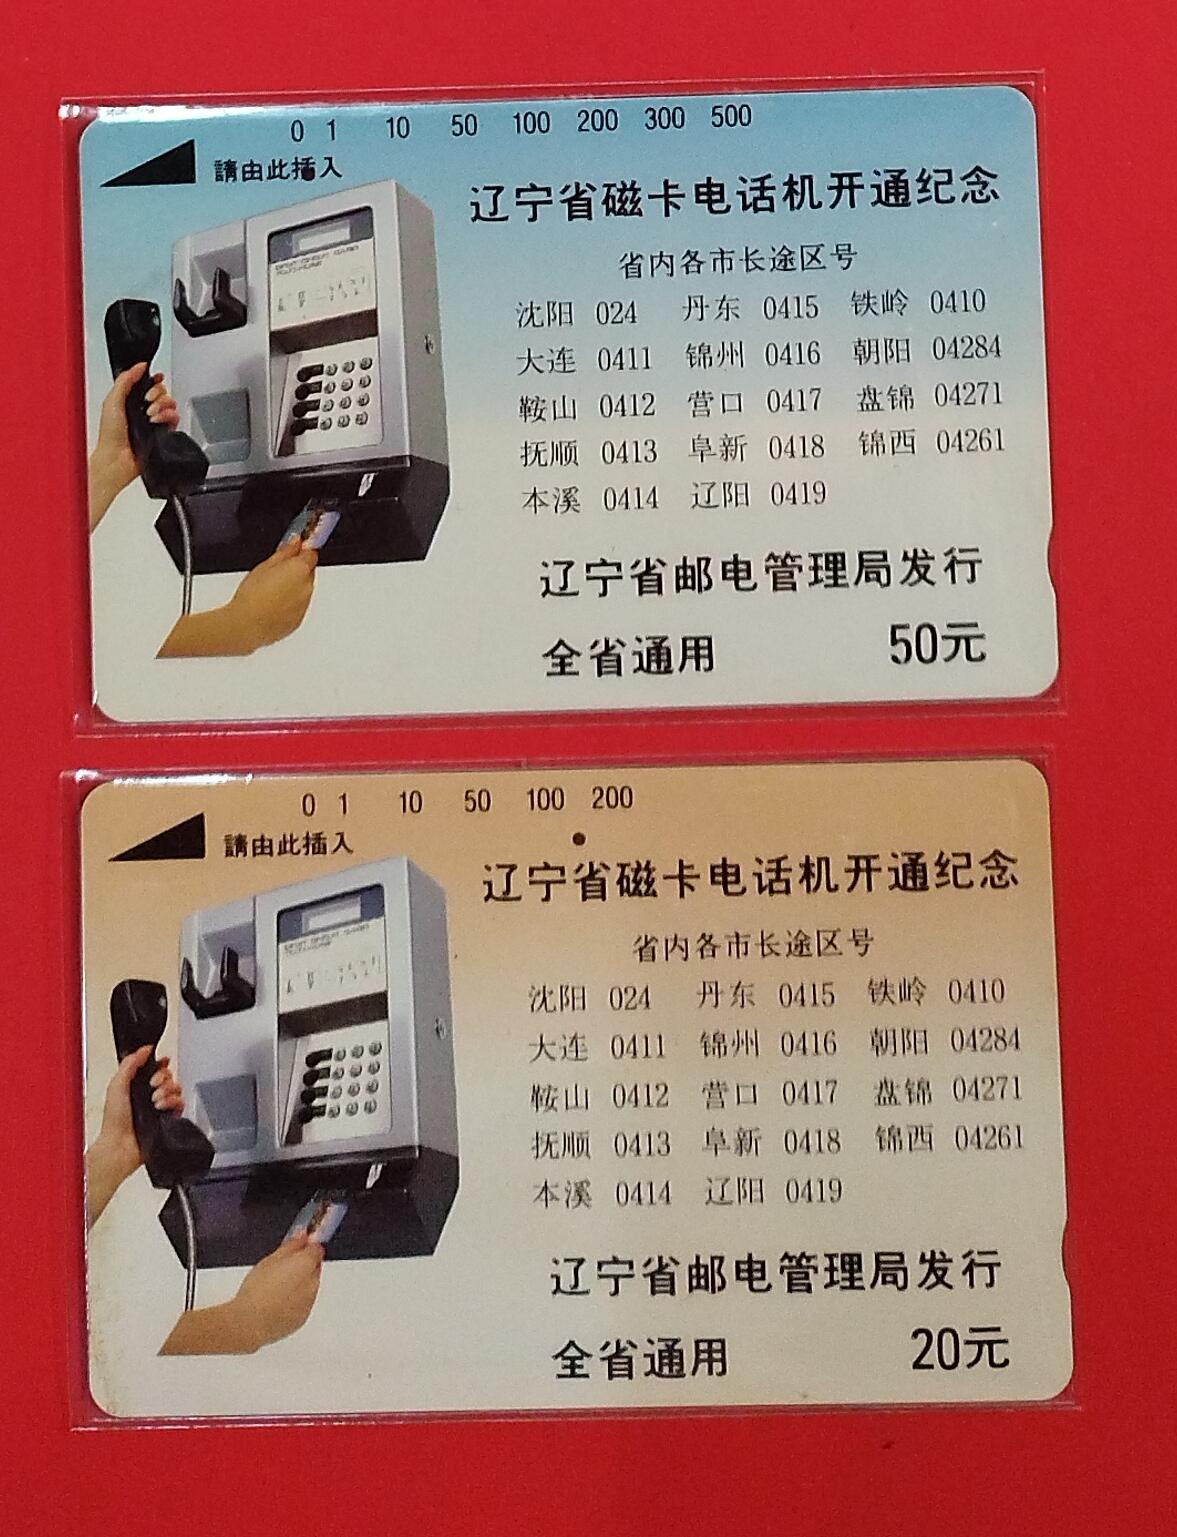 0 1 10 50 100 200 300 500
請由此插入
辽宁省磁卡电话机开通纪念
省内各市长途区号
沈阳 024 丹东 0415 铁岭 0410
大连 0411 锦州 0416 朝阳 04284
鞍山 0412 营口 0417 盘锦 04271
抚顺 0413 阜新 0418 锦西 04261
本溪 0414 辽阳 0419
辽宁省邮电管理局发行
全省通用 50元
0 1 10 50 100 200
請由此插入
辽宁省磁卡电话机开通纪念
省内各市长途区号
沈阳 024 丹东 0415 铁岭 0410
大连 0411 锦州 0416 朝阳 04284
鞍山 0412 营口 0417 盘锦 04271
抚顺 0413 阜新 0418 锦西 04261
本溪 0414 辽阳 0419
辽宁省邮电管理局发行
全省通用 20元